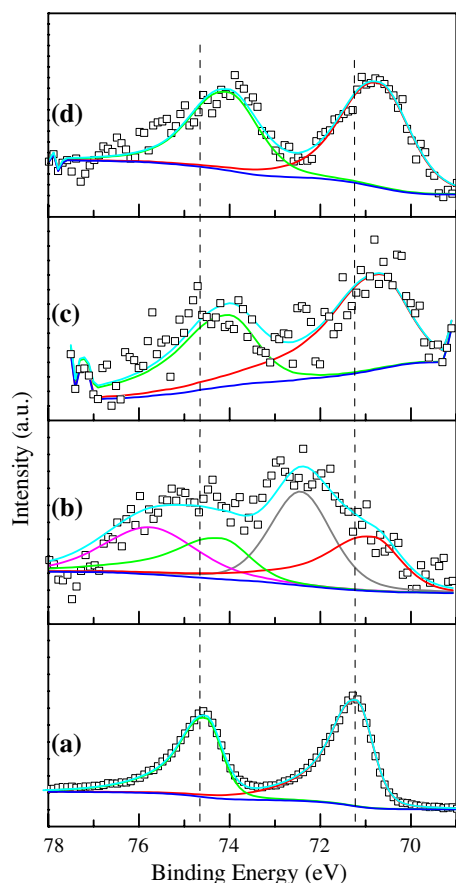 (d)
(c)
(b)
(a)
Intensity (a.u.)
78 76 74 72 70
Binding Energy (eV)